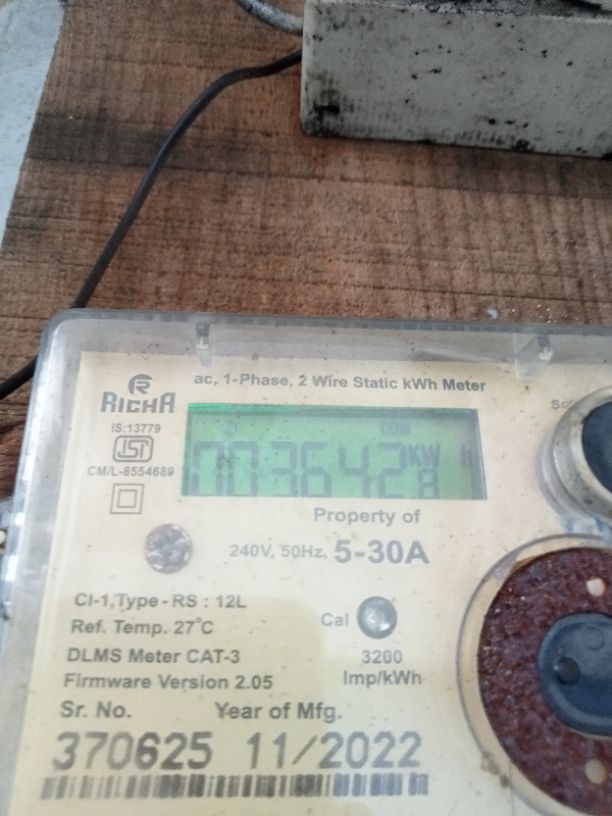 ac, 1-Phase, 2 Wire Static kWh Meter
RICHA
IS:13779
ISI
CM/L-8554689
COM
003642 kW h
Property of
240V, 50Hz, 5-30A
Cl-1,Type - RS : 12L
Ref. Temp. 27°C
Cal
DLMS Meter CAT-3
3200
Firmware Version 2.05
Imp/kWh
Sr. No. Year of Mfg.
370625 11/2022